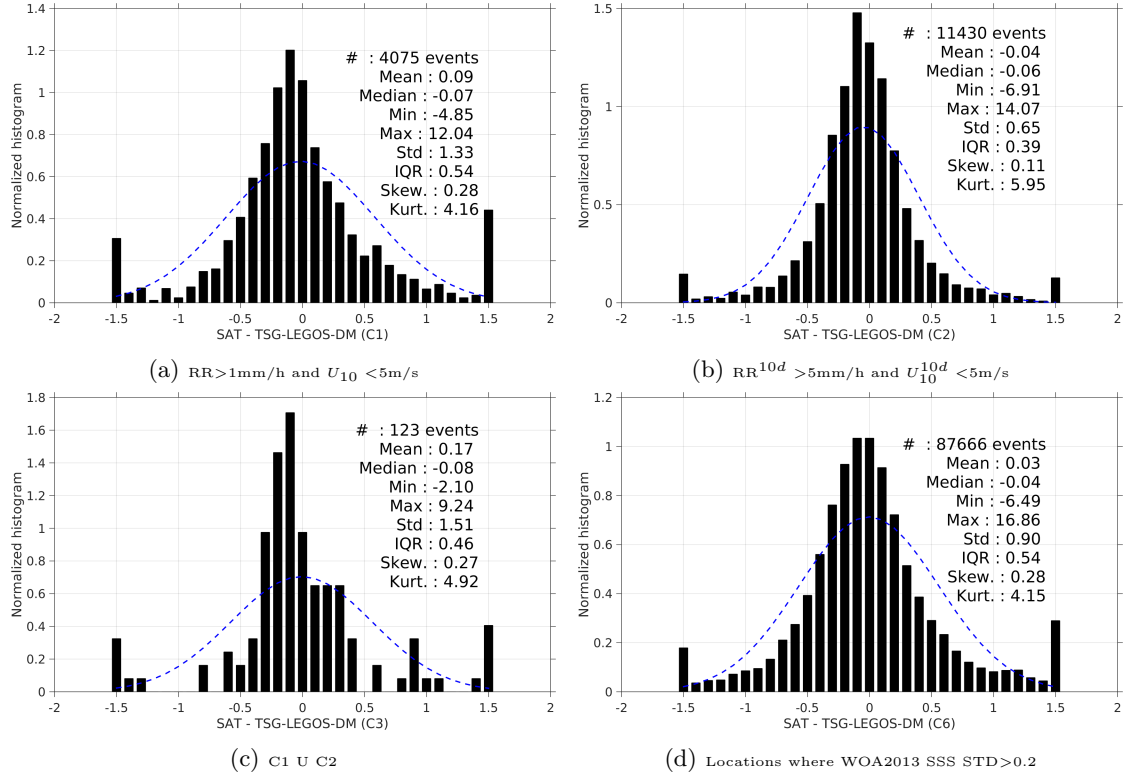 1.4
1.2
1
0.8
0.6
0.4
0.2
0
Normalized histogram
# : 4075 events
Mean : 0.09
Median : -0.07
Min : -4.85
Max : 12.04
Std : 1.33
IQR : 0.54
Skew. : 0.28
Kurt. : 4.16
-2 -1.5 -1 -0.5 0 0.5 1 1.5 2
SAT - TSG-LEGOS-DM (C1)
(a) RR>1mm/h and U10 <5m/s
1.5
1
0.5
0
Normalized histogram
# : 11430 events
Mean : -0.04
Median : -0.06
Min : -6.91
Max : 14.07
Std : 0.65
IQR : 0.39
Skew. : 0.11
Kurt. : 5.95
-2 -1.5 -1 -0.5 0 0.5 1 1.5 2
SAT - TSG-LEGOS-DM (C2)
(b) RR^10d >5mm/h and U_10^10d <5m/s
1.8
1.6
1.4
1.2
1
0.8
0.6
0.4
0.2
0
Normalized histogram
# : 123 events
Mean : 0.17
Median : -0.08
Min : -2.10
Max : 9.24
Std : 1.51
IQR : 0.46
Skew. : 0.27
Kurt. : 4.92
-2 -1.5 -1 -0.5 0 0.5 1 1.5 2
SAT - TSG-LEGOS-DM (C3)
(c) C1 U C2
1.2
1
0.8
0.6
0.4
0.2
0
Normalized histogram
# : 87666 events
Mean : 0.03
Median : -0.04
Min : -6.49
Max : 16.86
Std : 0.90
IQR : 0.54
Skew. : 0.28
Kurt. : 4.15
-2 -1.5 -1 -0.5 0 0.5 1 1.5 2
SAT - TSG-LEGOS-DM (C6)
(d) Locations where WOA2013 SSS STD>0.2